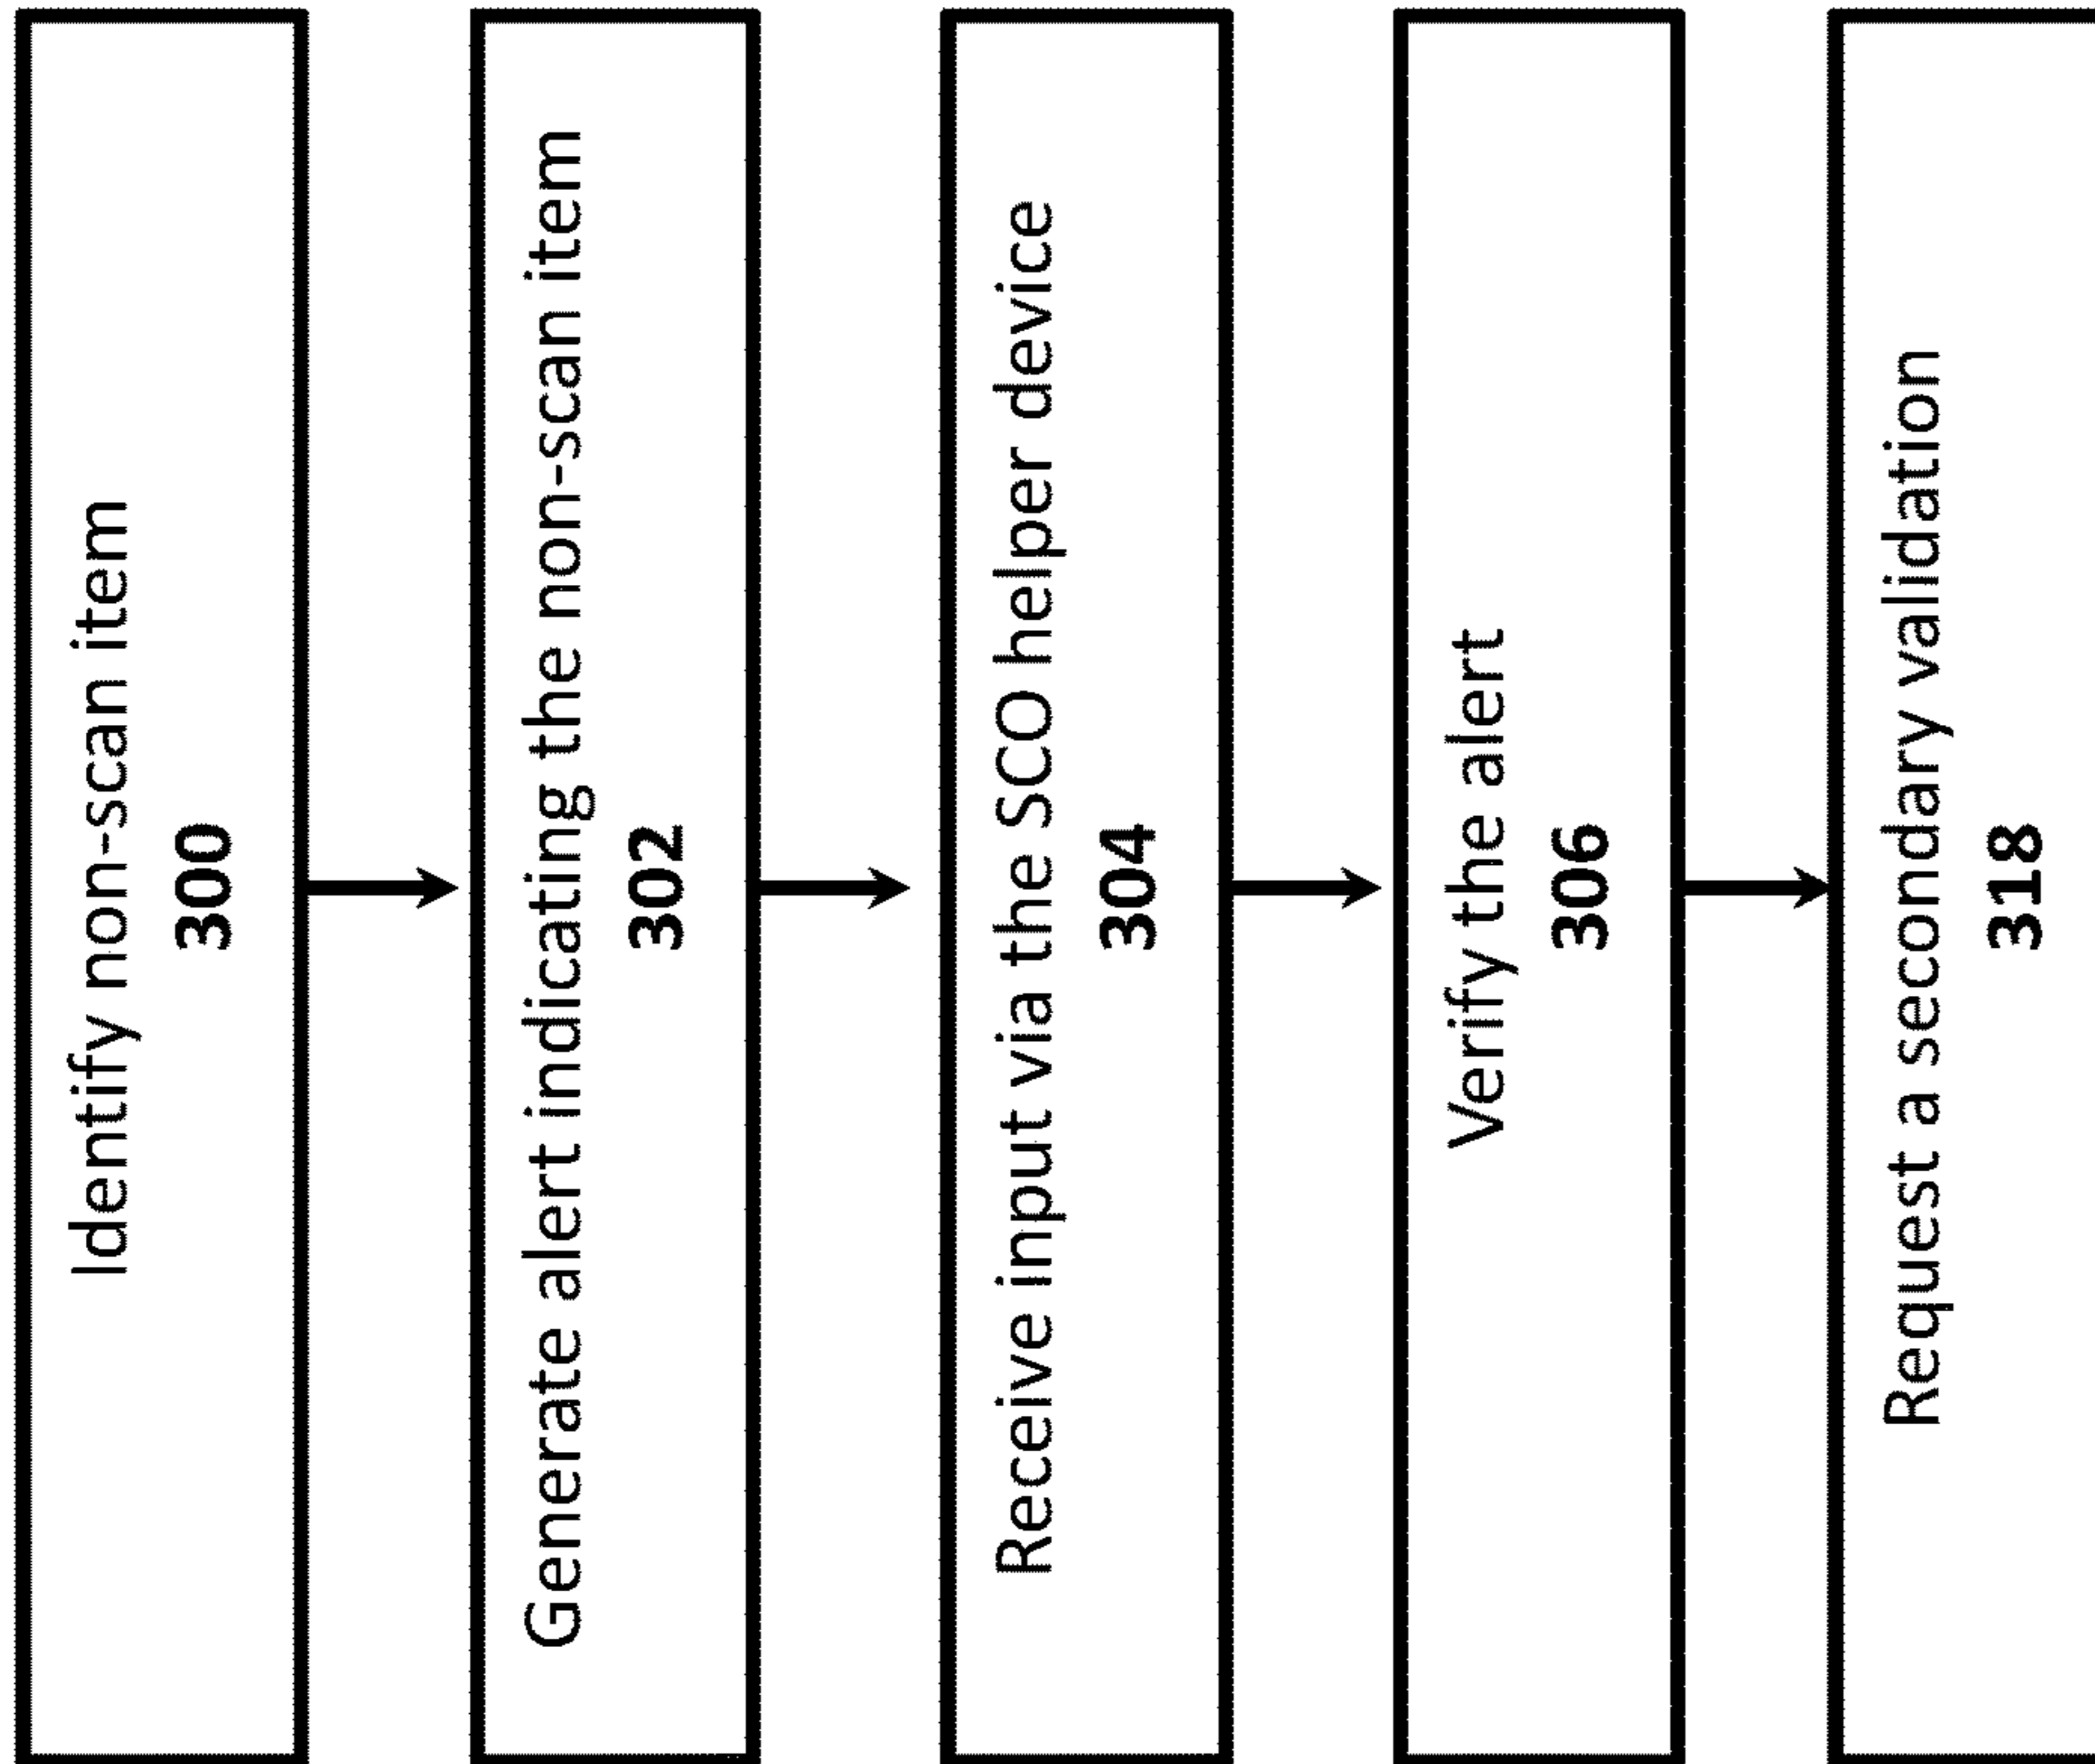 Identify non-scan item
300
Generate alert indicating the non-scan item
302
Receive input via the SCO helper device
304
Verify the alert
306
Request a secondary validation
318